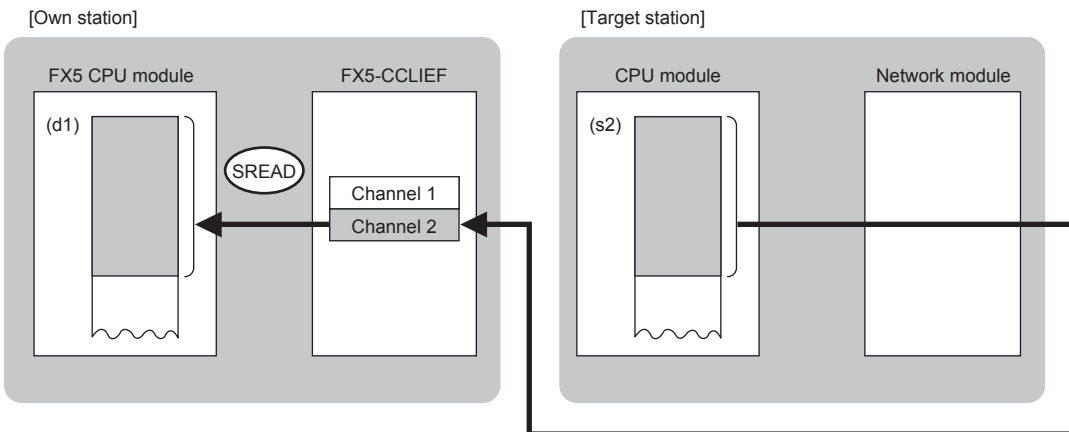 [Own station]
[Target station]
FX5 CPU module
FX5-CCLIEF
CPU module
Network module
(d1)
(s2)
SREAD
Channel 1
Channel 2